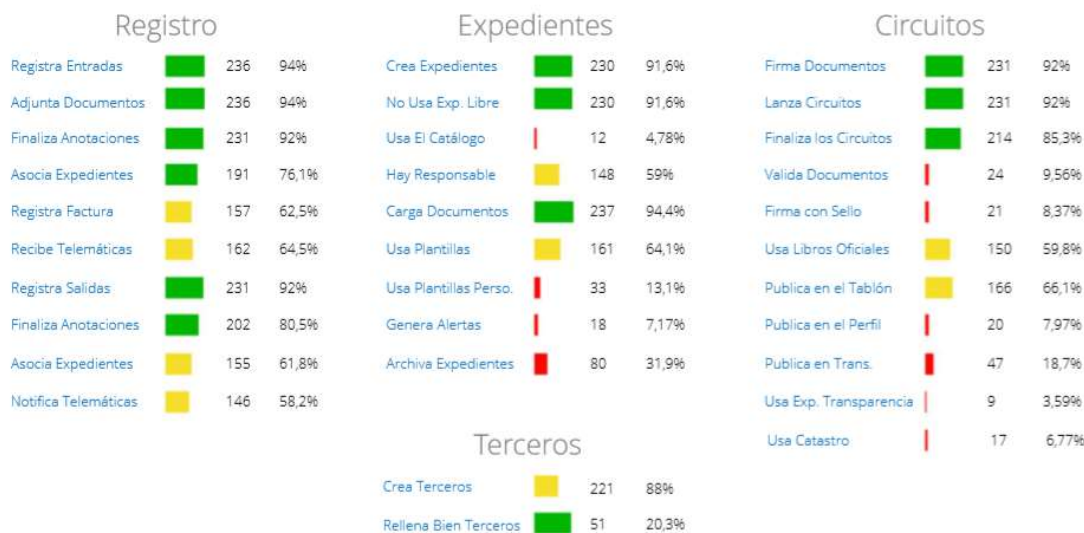 Registro
Registra Entradas 236 94%
Adjunta Documentos 236 94%
Finaliza Anotaciones 231 92%
Asocia Expedientes 191 76,1%
Registra Factura 157 62,5%
Recibe Telemáticas 162 64,5%
Registra Salidas 231 92%
Finaliza Anotaciones 202 80,5%
Asocia Expedientes 155 61,8%
Notifica Telemáticas 146 58,2%
Expedientes
Crea Expedientes 230 91,6%
No Usa Exp. Libre 230 91,6%
Usa El Catálogo 12 4,78%
Hay Responsable 148 59%
Carga Documentos 237 94,4%
Usa Plantillas 161 64,1%
Usa Plantillas Perso. 33 13,1%
Genera Alertas 18 7,17%
Archiva Expedientes 80 31,9%
Circuitos
Firma Documentos 231 92%
Lanza Circuitos 231 92%
Finaliza los Circuitos 214 85,3%
Valida Documentos 24 9,56%
Firma con Sello 21 8,37%
Usa Libros Oficiales 150 59,8%
Publica en el Tablón 166 66,1%
Publica en el Perfil 20 7,97%
Publica en Trans. 47 18,7%
Usa Exp. Transparencia 9 3,59%
Usa Catastro 17 6,77%
Terceros
Crea Terceros 221 88%
Rellena Bien Terceros 51 20,3%